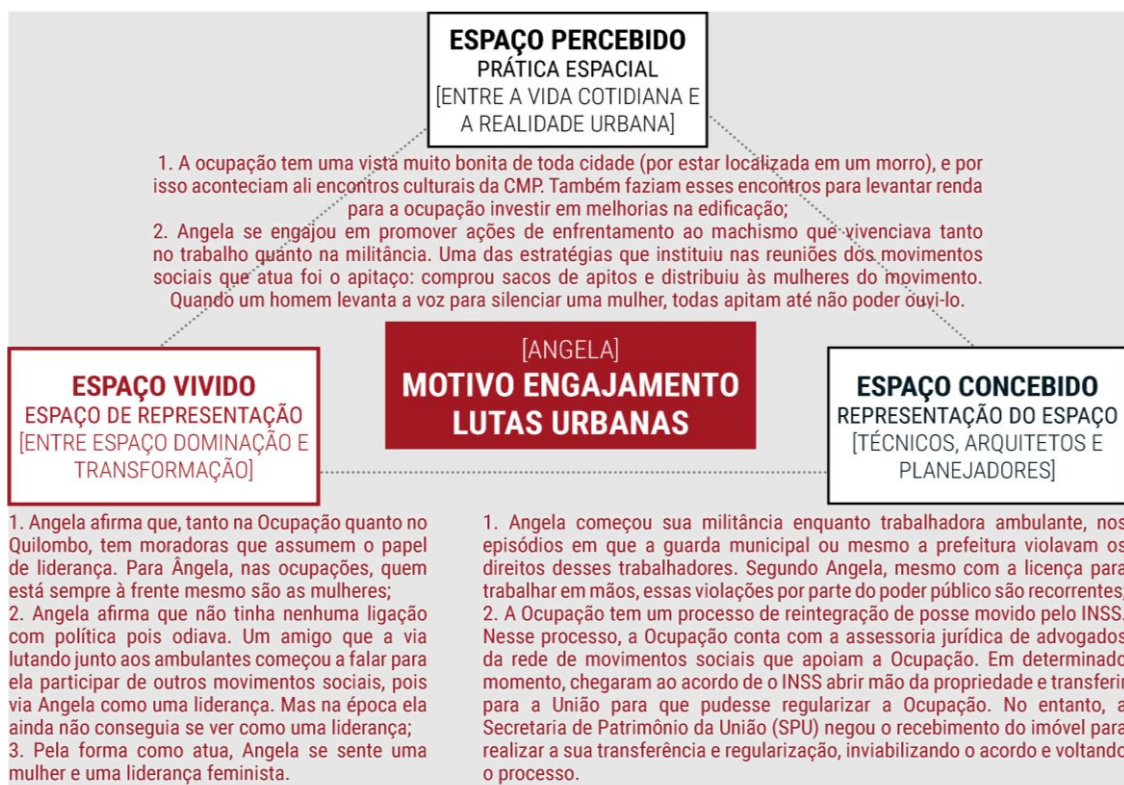 ESPAÇO PERCEBIDO
PRÁTICA ESPACIAL
[ENTRE A VIDA COTIDIANA E
A REALIDADE URBANA]
1. A ocupação tem uma vista muito bonita de toda cidade (por estar localizada em um morro), e por
isso aconteciam ali encontros culturais da CMP. Também faziam esses encontros para levantar renda
para a ocupação investir em melhorias na edificação;
2. Angela se engajou em promover ações de enfrentamento ao machismo que vivenciava tanto
no trabalho quanto na militância. Uma das estratégias que instituiu nas reuniões dos movimentos
sociais que atua foi o apitaço: comprou sacos de apitos e distribuiu às mulheres do movimento.
Quando um homem levanta a voz para silenciar uma mulher, todas apitam até não poder ouvi-lo.
[ANGELA]
MOTIVO ENGAJAMENTO
LUTAS URBANAS
ESPAÇO VIVIDO
ESPAÇO DE REPRESENTAÇÃO
[ENTRE ESPAÇO DOMINAÇÃO E
TRANSFORMAÇÃO]
1. Angela afirma que, tanto na Ocupação quanto no
Quilombo, tem moradoras que assumem o papel
de liderança. Para Ângela, nas ocupações, quem
está sempre à frente mesmo são as mulheres;
2. Angela afirma que não tinha nenhuma ligação
com política pois odiava. Um amigo que a via
lutando junto aos ambulantes começou a falar para
ela participar de outros movimentos sociais, pois
via Angela como uma liderança. Mas na época ela
ainda não conseguia se ver como uma liderança;
3. Pela forma como atua, Angela se sente uma
mulher e uma liderança feminista.
ESPAÇO CONCEBIDO
REPRESENTAÇÃO DO ESPAÇO
[TÉCNICOS, ARQUITETOS E
PLANEJADORES]
1. Angela começou sua militância enquanto trabalhadora ambulante, nos
episódios em que a guarda municipal ou mesmo a prefeitura violavam os
direitos desses trabalhadores. Segundo Angela, mesmo com a licença para
trabalhar em mãos, essas violações por parte do poder público são recorrentes;
2. A Ocupação tem um processo de reintegração de posse movido pelo INSS.
Nesse processo, a Ocupação conta com a assessoria jurídica de advogados
da rede de movimentos sociais que apoiam a Ocupação. Em determinado
momento, chegaram ao acordo de o INSS abrir mão da propriedade e transferir
para a União para que pudesse regularizar a Ocupação. No entanto, a
Secretaria de Patrimônio da União (SPU) negou o recebimento do imóvel para
realizar a sua transferência e regularização, inviabilizando o acordo e voltando
o processo.